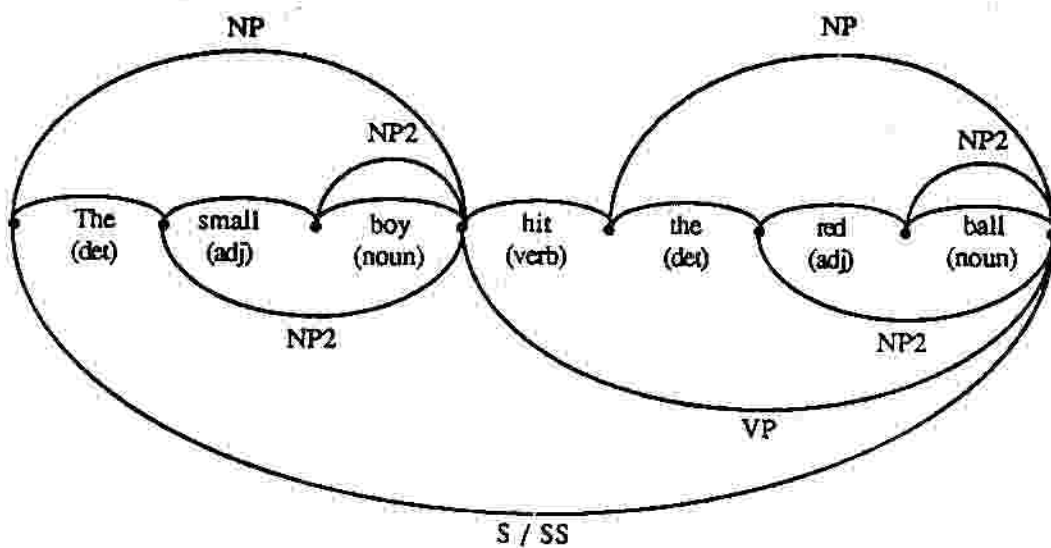 NP NP
NP2 NP2
The small boy hit the red ball
(det) (adj) (noun) (verb) (det) (adj) (noun)
NP2 NP2
VP
S / SS